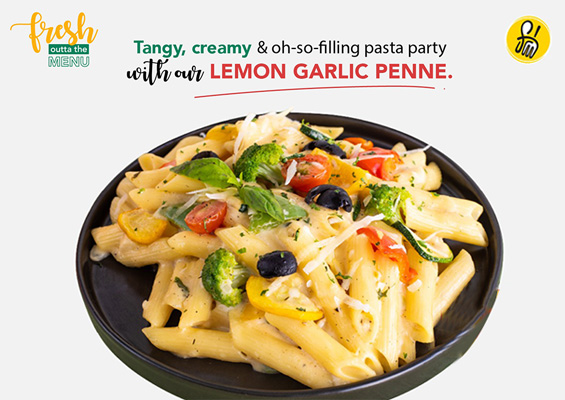 fresh
outta the
MENU
Tangy, creamy & oh-so-filling pasta party
with our LEMON GARLIC PENNE.